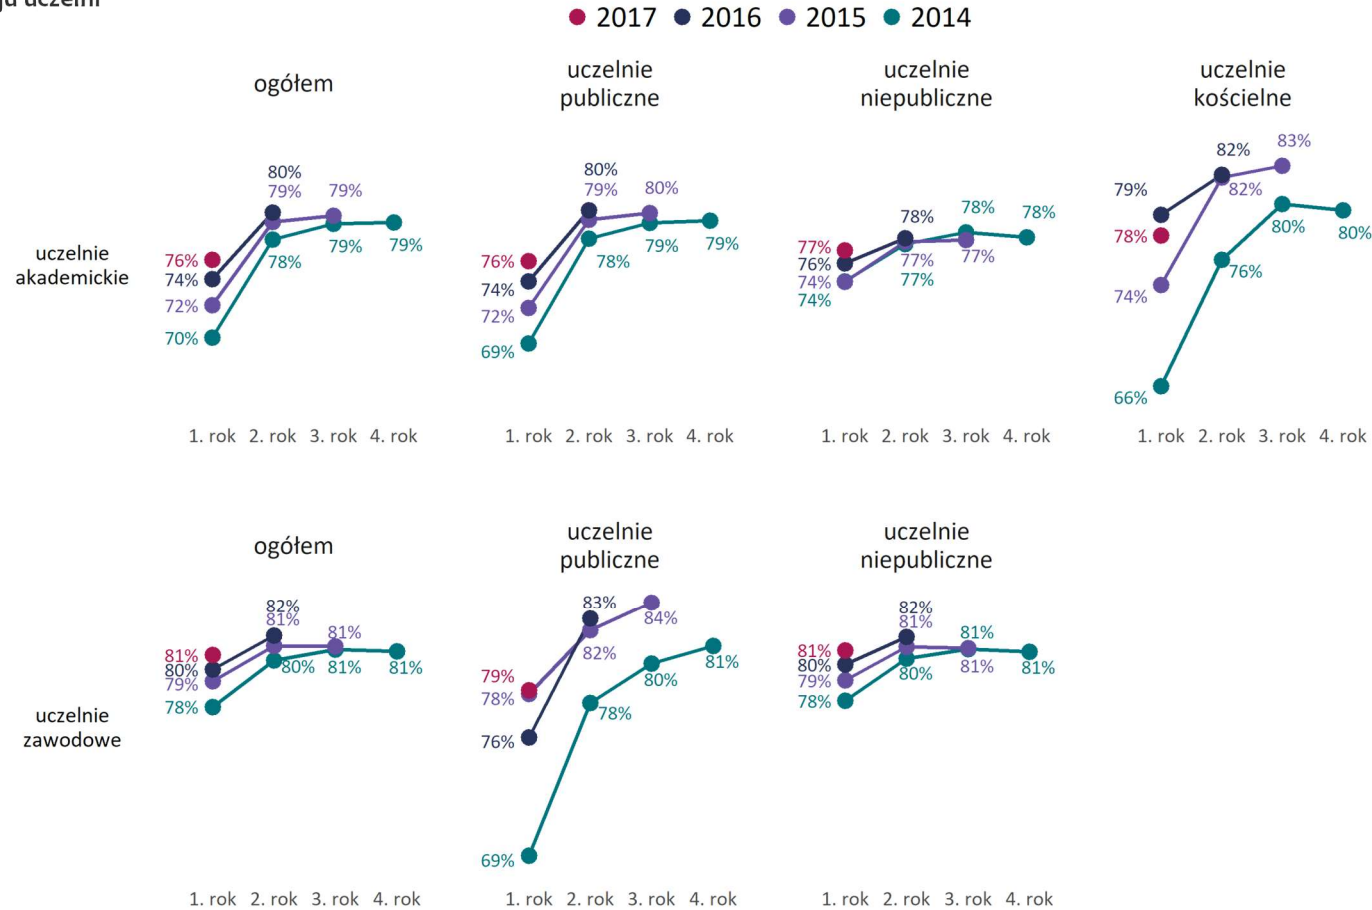 uczelni
2017 2016 2015 2014
ogółem
uczelnie
publiczne
uczelnie
niepubliczne
uczelnie
kościelne
uczelnie
akademickie
80%
79%
79%
76%
74%
72%
70%
78%
79%
79%
80%
79%
80%
76%
74%
72%
69%
78%
79%
79%
78%
78%
78%
77%
76%
74%
74%
77%
77%
77%
83%
82%
79%
82%
78%
80%
80%
76%
74%
66%
1. rok 2. rok 3. rok 4. rok
1. rok 2. rok 3. rok 4. rok
1. rok 2. rok 3. rok 4. rok
1. rok 2. rok 3. rok 4. rok
ogółem
uczelnie
publiczne
uczelnie
niepubliczne
uczelnie
zawodowe
82%
81%
81%
81%
80%
79%
78%
80%
81%
81%
83%
84%
82%
79%
78%
76%
80%
81%
78%
69%
82%
81%
81%
81%
80%
79%
78%
80%
81%
81%
1. rok 2. rok 3. rok 4. rok
1. rok 2. rok 3. rok 4. rok
1. rok 2. rok 3. rok 4. rok